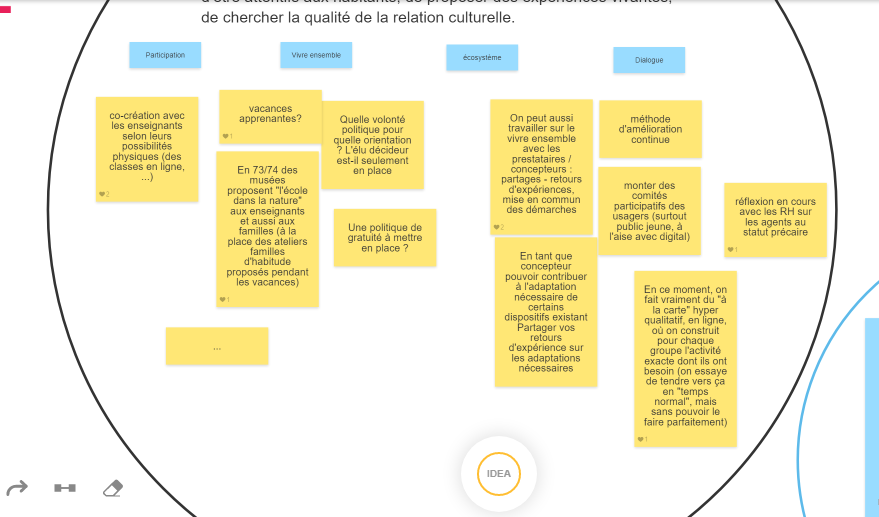 d'être attentifs aux habitants, de proposer des expériences vivantes,
de chercher la qualité de la relation culturelle.
Participation
Vivre ensemble
écosystème
Dialogue
co-création avec
les enseignants
selon leurs
possibilités
physiques (des
classes en ligne,
...)
2
vacances
apprenantes?
1
En 73/74 des
musées
proposent "l'école
dans la nature"
aux enseignants
et aussi aux
familles (à la
place des ateliers
familles
d'habitude
proposés pendant
les vacances)
1
Quelle volonté
politique pour
quelle orientation
? L'élu décideur
est-il seulement
en place
Une politique de
gratuité à mettre
en place ?
...
On peut aussi
travailler sur le
vivre ensemble
avec les
prestataires /
concepteurs :
partages - retours
d'expériences,
mise en commun
des démarches
2
En tant que
concepteur
pouvoir contribuer
à l'adaptation
nécessaire de
certains
dispositifs existant
Partager vos
retours
d'expérience sur
les adaptations
nécessaires
méthode
d'amélioration
continue
monter des
comités
participatifs des
usagers (surtout
public jeune, à
l'aise avec digital)
réflexion en cours
avec les RH sur
les agents au
statut précaire
1
En ce moment, on
fait vraiment du "à
la carte" hyper
qualitatif, en ligne,
où on construit
pour chaque
groupe l'activité
exacte dont ils ont
besoin (on essaye
de tendre vers ça
en "temps
normal", mais
sans pouvoir le
faire parfaitement)
1
IDEA